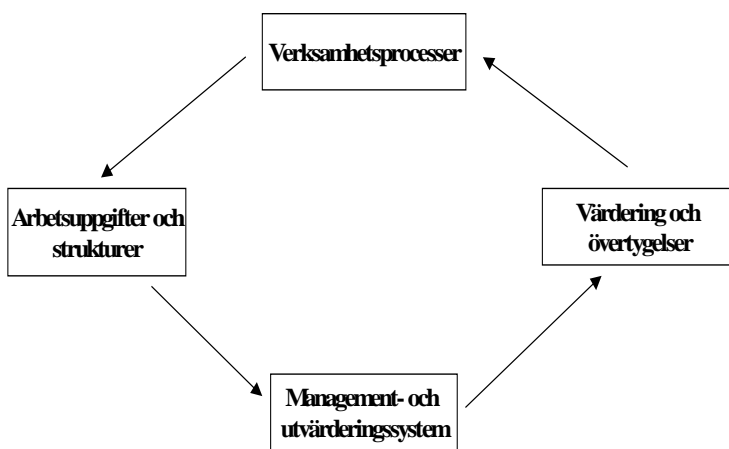 Verksamhetsprocesser
Arbetsuppgifter och
strukturer
Värdering och
övertygelser
Management- och
utvärderingssystem